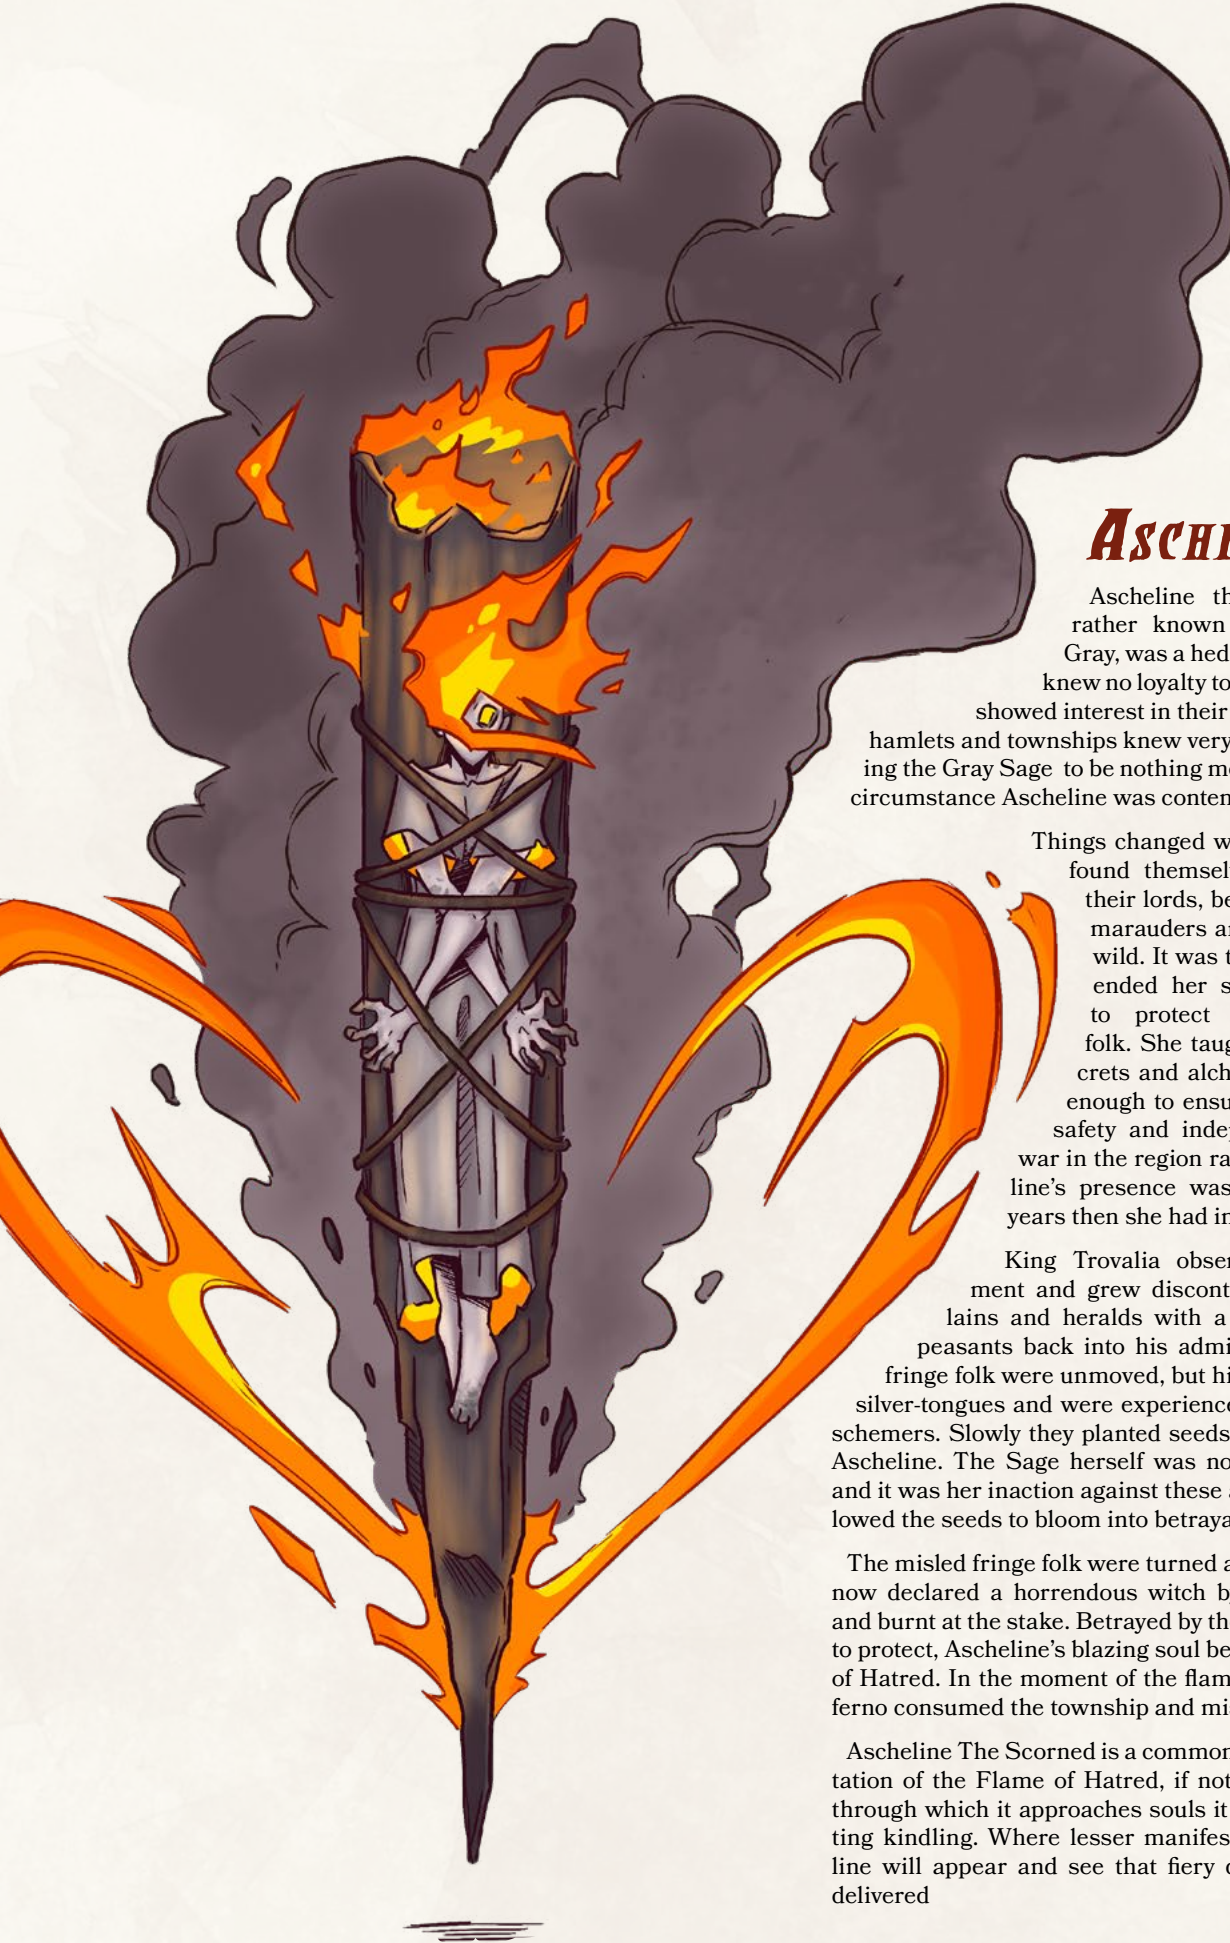 Asch
Ascheline th
rather known
Gray, was a hed
knew no loyalty to
showed interest in their
hamlets and townships knew very
ing the Gray Sage to be nothing m
circumstance Ascheline was conten
Things changed w
found themsel
their lords, be
marauders a
wild. It was t
ended her s
to protect
folk. She taug
crets and alch
enough to ensu
safety and inde
war in the region ra
line's presence was
years then she had in
King Trovalia obser
ment and grew discont
lains and heralds with a
peasants back into his admi
fringe folk were unmoved, but hi
silver-tongues and were experience
schemers. Slowly they planted seeds
Ascheline. The Sage herself was no
and it was her inaction against these
lowed the seeds to bloom into betraya
The misled fringe folk were turned a
now declared a horrendous witch b
and burnt at the stake. Betrayed by th
to protect, Ascheline's blazing soul be
of Hatred. In the moment of the flam
ferno consumed the township and mi
Ascheline The Scorned is a common
tation of the Flame of Hatred, if not
through which it approaches souls it
ting kindling. Where lesser manifes
line will appear and see that fiery
delivered